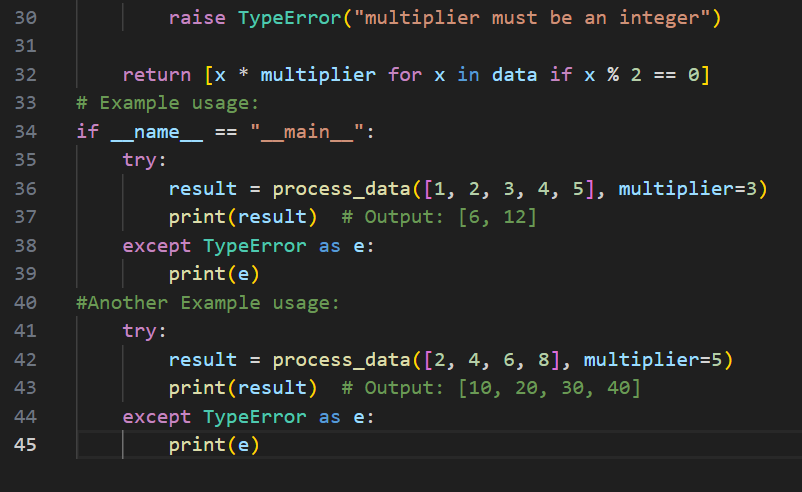 30 raise TypeError("multiplier must be an integer")
31
32 return [x * multiplier for x in data if x % 2 == 0]
33 # Example usage:
34 if __name__ == "__main__":
35 try:
36 result = process_data([1, 2, 3, 4, 5], multiplier=3)
37 print(result)  # Output: [6, 12]
38 except TypeError as e:
39 print(e)
40 #Another Example usage:
41 try:
42 result = process_data([2, 4, 6, 8], multiplier=5)
43 print(result)  # Output: [10, 20, 30, 40]
44 except TypeError as e:
45 print(e)